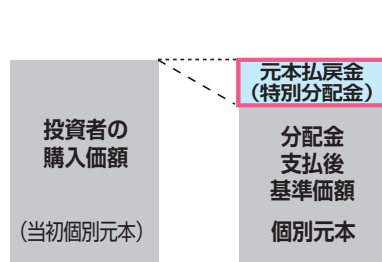 投資者の
購入価額
（当初個別元本）
元本払戻金
（特別分配金）
分配金
支払後
基準価額
個別元本